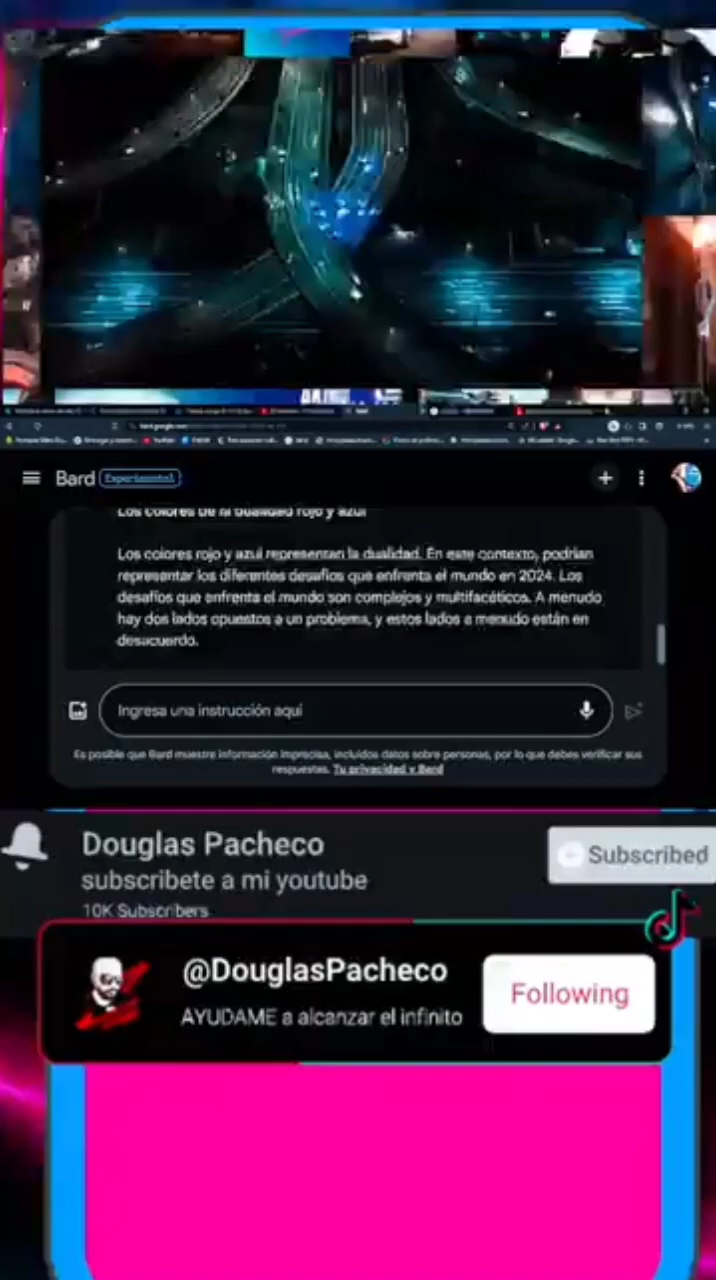 Bard Experimental
Los colores de la dualidad rojo y azul
Los colores rojo y azul representan la dualidad. En este contexto, podrían
representar los diferentes desafíos que enfrenta el mundo en 2024. Los
desafíos que enfrenta el mundo son complejos y multifacéticos. A menudo
hay dos lados opuestos a un problema, y estos lados a menudo están en
desacuerdo.
Ingresa una instrucción aquí
Es posible que Bard muestre información imprecisa, incluidos datos sobre personas, por lo que debes verificar sus
respuestas. Tu privacidad y Bard
Douglas Pacheco
Subscribed
subscribete a mi youtube
10K Subscribers
@DouglasPacheco
Following
AYUDAME a alcanzar el infinito